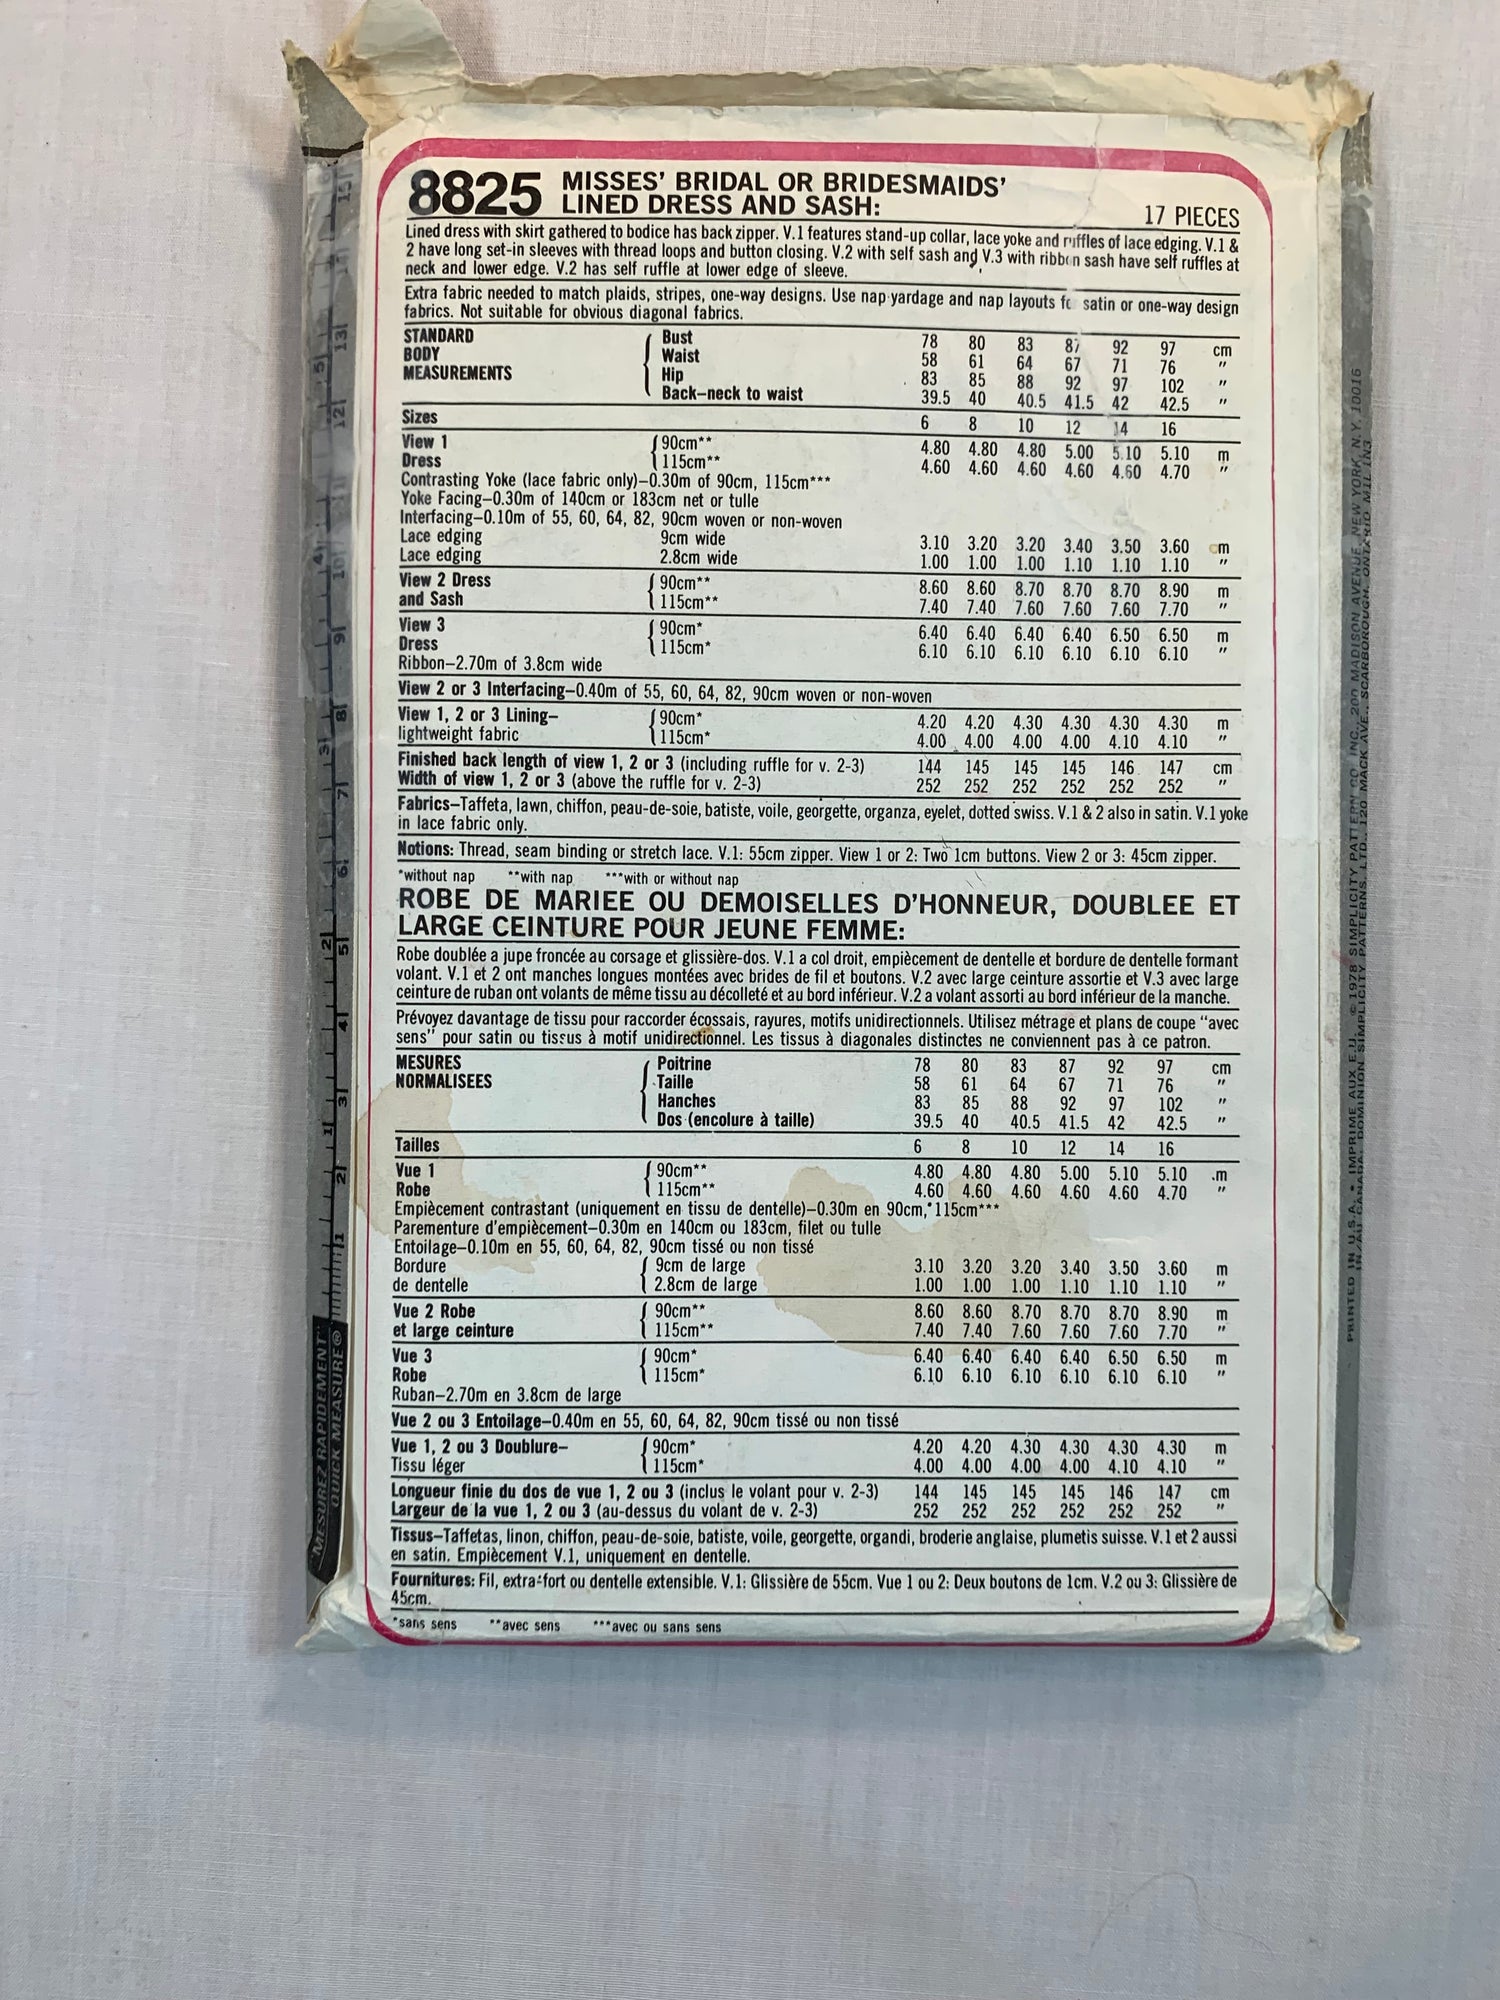 8825 MISSES' BRIDAL OR BRIDESMAIDS'
LINED DRESS AND SASH:
17 PIECES
Lined dress with skirt gathered to bodice has back zipper. V.1 features stand-up collar, lace yoke and ruffles of lace edging. V.1 &
2 have long set-in sleeves with thread loops and button closing. V.2 with self sash and V.3 with ribbon sash have self ruffles at
neck and lower edge. V.2 has self ruffle at lower edge of sleeve.
Extra fabric needed to match plaids, stripes, one-way designs. Use nap yardage and nap layouts satin or one-way design
fabrics. Not suitable for obvious diagonal fabrics.
STANDARD BODY MEASUREMENTS
Bust 78 80 83 87 92 97 cm
Waist 58 61 64 67 71 76 "
Hip 83 85 88 92 97 102 "
Back-neck to waist 39.5 40 40.5 41.5 42 42.5 "
Sizes 6 8 10 12 14 16
View 1 90cm** 4.80 4.80 4.80 5.00 5.10 5.10 m
Dress 115cm** 4.60 4.60 4.60 4.60 4.60 4.70 "
Contrasting Yoke (lace fabric only)-0.30m of 90cm, 115cm***
Yoke Facing-0.30m of 140cm or 183cm net or tulle
Interfacing-0.10m of 55, 60, 64, 82, 90cm woven or non-woven
Lace edging 9cm wide 3.10 3.20 3.20 3.40 3.50 3.60 m
Lace edging 2.8cm wide 1.00 1.00 1.00 1.10 1.10 1.10 "
View 2 Dress 90cm** 8.60 8.60 8.70 8.70 8.70 8.90 m
and Sash 115cm** 7.40 7.40 7.60 7.60 7.60 7.70 "
View 3 90cm* 6.40 6.40 6.40 6.40 6.50 6.50 m
Dress 115cm* 6.10 6.10 6.10 6.10 6.10 6.10 "
Ribbon-2.70m of 3.8cm wide
View 2 or 3 Interfacing-0.40m of 55, 60, 64, 82, 90cm woven or non-woven
View 1, 2 or 3 Lining- 90cm* 4.20 4.20 4.30 4.30 4.30 4.30 m
lightweight fabric 115cm* 4.00 4.00 4.00 4.00 4.10 4.10 "
Finished back length of view 1, 2 or 3 (including ruffle for v. 2-3) 144 145 145 145 146 147 cm
Width of view 1, 2 or 3 (above the ruffle for v. 2-3) 252 252 252 252 252 252 "
Fabrics-Taffeta, lawn, chiffon, peau-de-soie, batiste, voile, georgette, organza, eyelet, dotted swiss. V.1 & 2 also in satin. V.1 yoke
in lace fabric only.
Notions: Thread, seam binding or stretch lace. V.1: 55cm zipper. View 1 or 2: Two 1cm buttons. View 2 or 3: 45cm zipper.
*without nap **with nap ***with or without nap
ROBE DE MARIEE OU DEMOISELLES D'HONNEUR, DOUBLEE ET
LARGE CEINTURE POUR JEUNE FEMME:
Robe doublée a jupe froncée au corsage et glissière-dos. V.1 a col droit, empiècement de dentelle et bordure de dentelle formant
volant. V.1 et 2 ont manches longues montées avec brides de fil et boutons. V.2 avec large ceinture assortie et V.3 avec large
ceinture de ruban ont volants de même tissu au décolleté et au bord inférieur. V.2 a volant assorti au bord inférieur de la manche.
Prévoyez davantage de tissu pour raccorder écossais, rayures, motifs unidirectionnels. Utilisez métrage et plans de coupe "avec
sens" pour satin ou tissus à motif unidirectionnel. Les tissus à diagonales distinctes ne conviennent pas à ce patron.
MESURES NORMALISEES
Poitrine 78 80 83 87 92 97 cm
Taille 58 61 64 67 71 76 "
Hanches 83 85 88 92 97 102 "
Dos (encolure à taille) 39.5 40 40.5 41.5 42 42.5 "
Tailles 6 8 10 12 14 16
Vue 1 90cm** 4.80 4.80 4.80 5.00 5.10 5.10 m
Robe 115cm** 4.60 4.60 4.60 4.60 4.60 4.70 "
Empiècement contrastant (uniquement en tissu de dentelle)-0.30m en 90cm, 115cm***
Parementure d'empiècement-0.30m en 140cm ou 183cm, filet ou tulle
Entoilage-0.10m en 55, 60, 64, 82, 90cm tissé ou non tissé
Bordure 9cm de large 3.10 3.20 3.20 3.40 3.50 3.60 m
de dentelle 2.8cm de large 1.00 1.00 1.00 1.10 1.10 1.10 "
Vue 2 Robe 90cm** 8.60 8.60 8.70 8.70 8.70 8.90 m
et large ceinture 115cm** 7.40 7.40 7.60 7.60 7.60 7.70 "
Vue 3 90cm* 6.40 6.40 6.40 6.40 6.50 6.50 m
Robe 115cm* 6.10 6.10 6.10 6.10 6.10 6.10 "
Ruban-2.70m en 3.8cm de large
Vue 2 ou 3 Entoilage-0.40m en 55, 60, 64, 82, 90cm tissé ou non tissé
Vue 1, 2 ou 3 Doublure- 90cm* 4.20 4.20 4.30 4.30 4.30 4.30 m
Tissu léger 115cm* 4.00 4.00 4.00 4.00 4.10 4.10 "
Longueur finie du dos de vue 1, 2 ou 3 (inclus le volant pour v. 2-3) 144 145 145 145 146 147 cm
Largeur de la vue 1, 2 ou 3 (au-dessus du volant de v. 2-3) 252 252 252 252 252 252 "
Tissus-Taffetas, linon, chiffon, peau-de-soie, batiste, voile, georgette, organdi, broderie anglaise, plumetis suisse. V.1 et 2 aussi
en satin. Empiècement V.1, uniquement en dentelle.
Fournitures: Fil, extra-fort ou dentelle extensible. V.1: Glissière de 55cm. Vue 1 ou 2: Deux boutons de 1cm. V.2 ou 3: Glissière de
45cm.
*sans sens **avec sens ***avec ou sans sens
MESUREZ RAPIDEMENT
QUICK MEASURE®
PRINTED IN U.S.A. • IMPRIME AUX E.U. © 1978 SIMPLICITY PATTERN CO. INC., 200 MADISON AVENUE, NEW YORK, N.Y. 10016
IN/AU CANADA: DOMINION SIMPLICITY PATTERNS, LTD. 120 MACK AVE., SCARBOROUGH, ONTARIO M1L 1N3